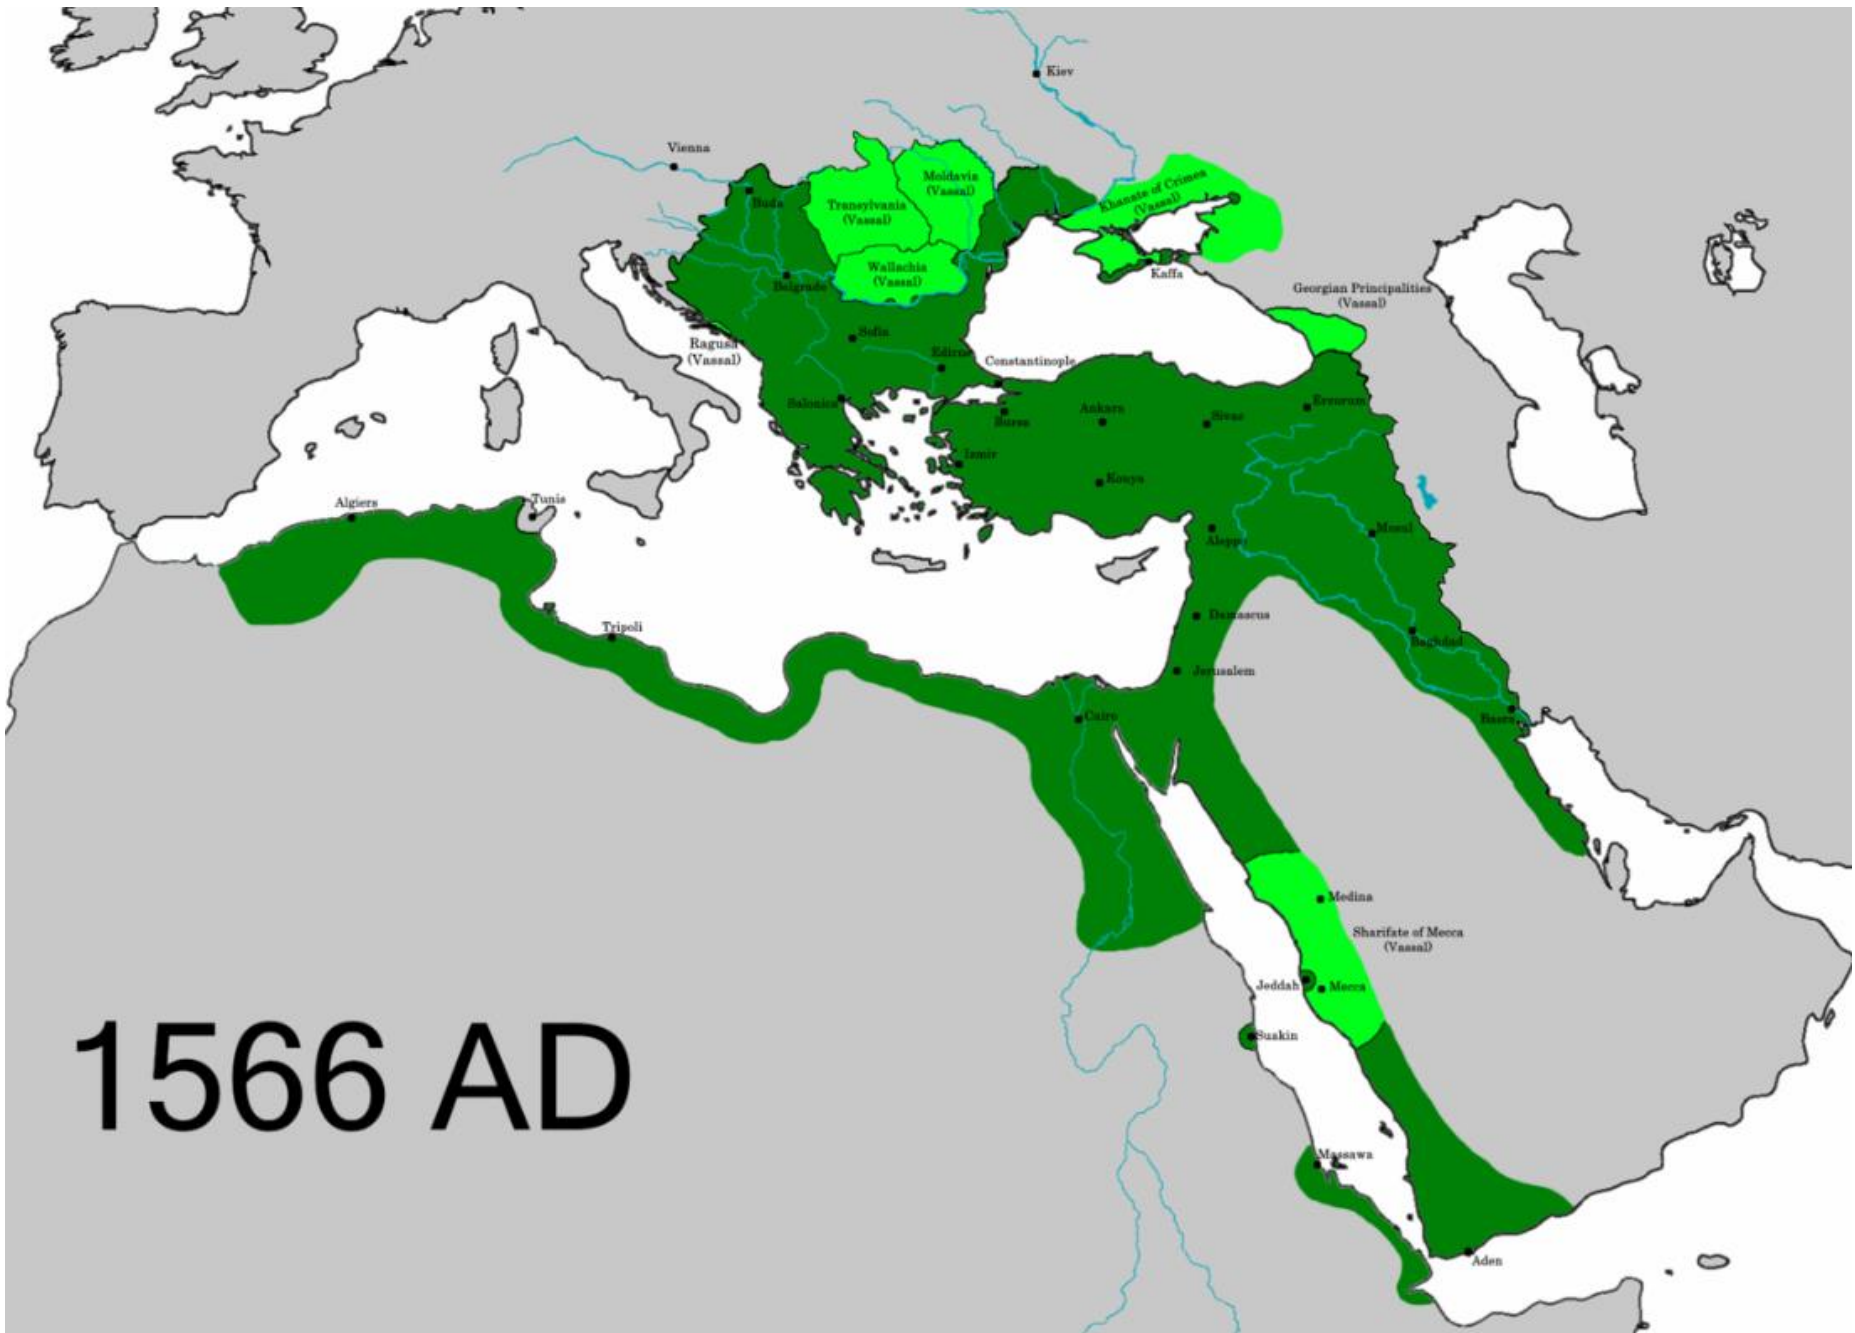 Kiev
Vienna
Buda
Transylvania
(Vassal)
Moldavia
(Vassal)
Khanate of Crimea
(Vassal)
Wallachia
(Vassal)
Belgrade
Kaffa
Georgian Principalities
(Vassal)
Sofia
Ragusa
(Vassal)
Edirne
Constantinople
Salonica
Bursa
Ankara
Sivas
Erzurum
Izmir
Konya
Algiers
Tunis
Aleppo
Mosul
Tripoli
Damascus
Baghdad
Jerusalem
Cairo
Basra
Medina
Sharifate of Mecca
(Vassal)
Jeddah
Mecca
Suakin
1566 AD
Massawa
Aden